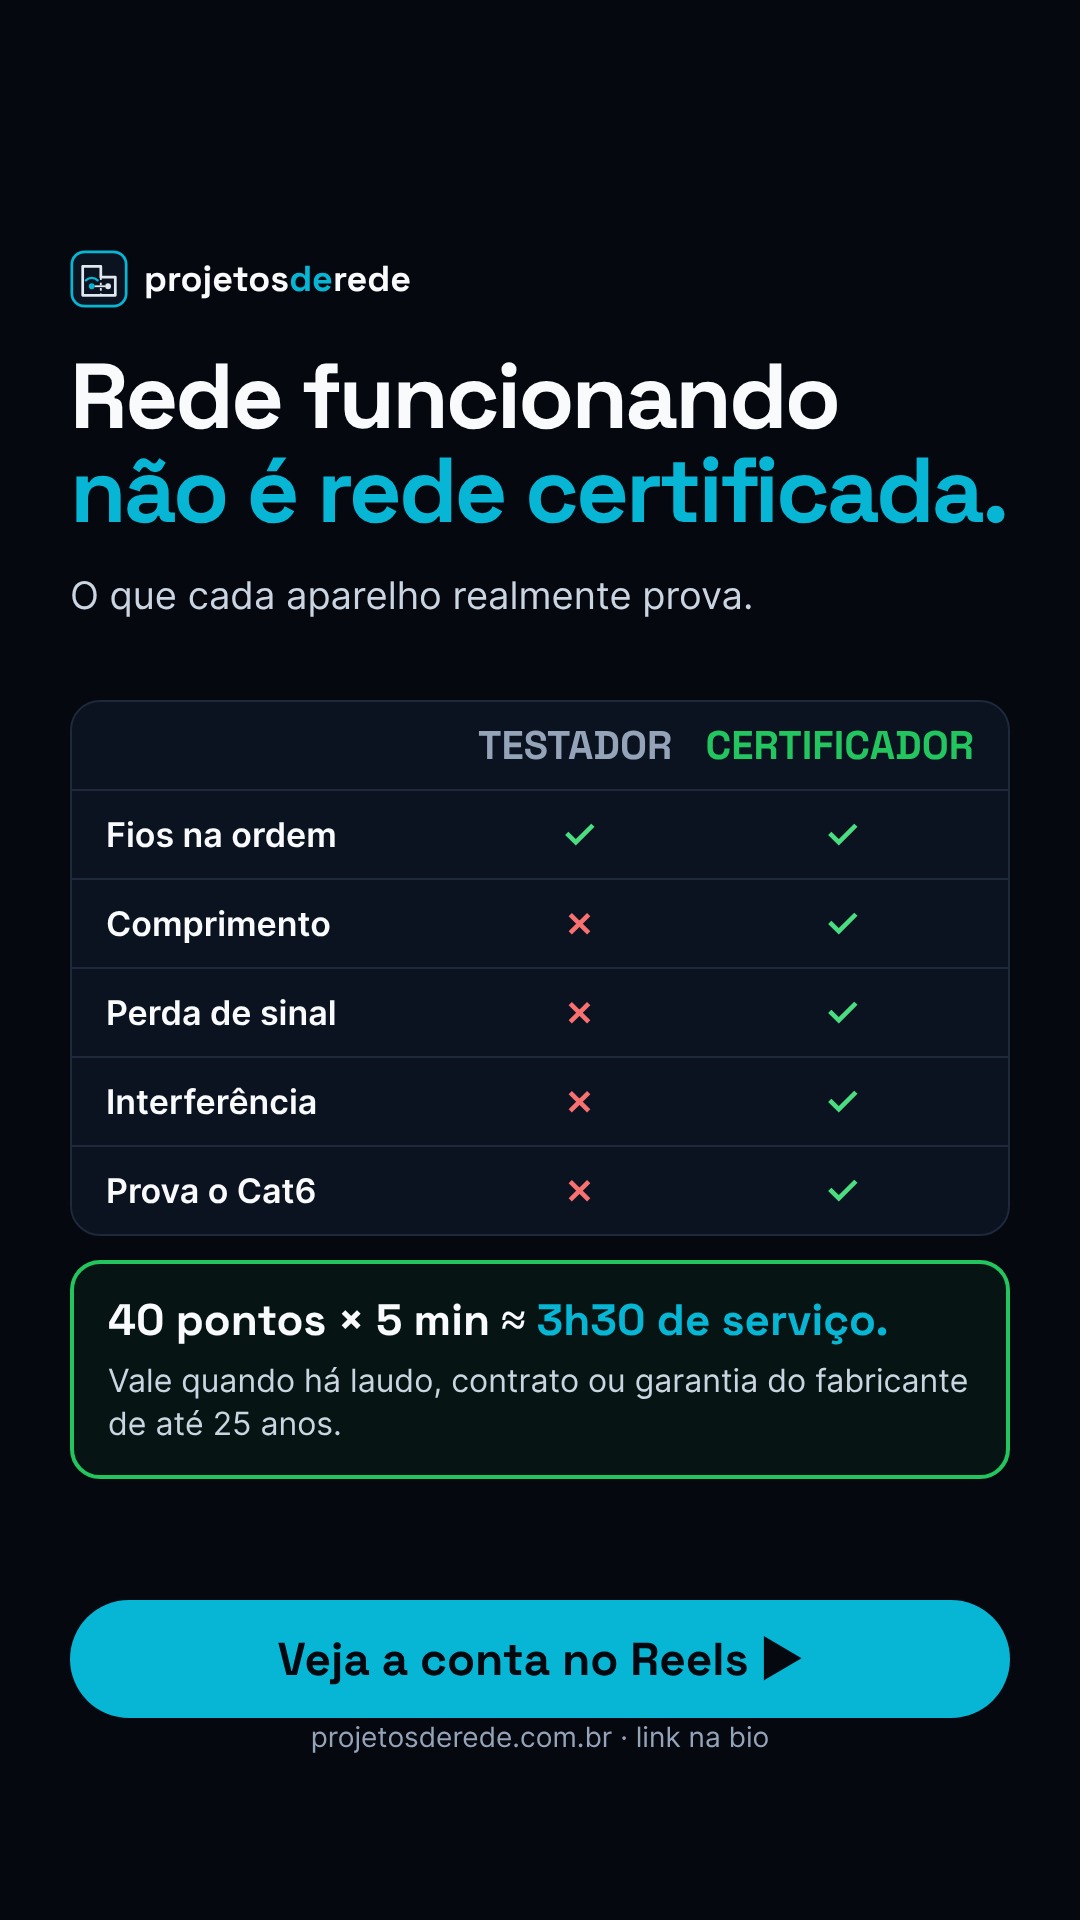 projetosderede
Rede funcionando
não é rede certificada.
O que cada aparelho realmente prova.
TESTADOR CERTIFICADOR
Fios na ordem ✓ ✓
Comprimento ✕ ✓
Perda de sinal ✕ ✓
Interferência ✕ ✓
Prova o Cat6 ✕ ✓
40 pontos × 5 min ≈ 3h30 de serviço.
Vale quando há laudo, contrato ou garantia do fabricante
de até 25 anos.
Veja a conta no Reels ▶
projetosderede.com.br · link na bio